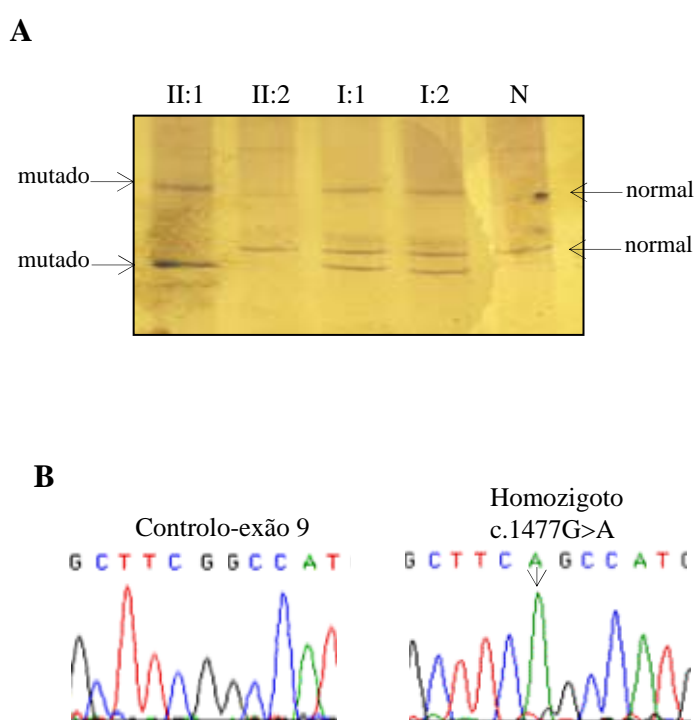 A
II:1 II:2 I:1 I:2 N
mutado
normal
normal
mutado
B
Controlo-exão 9
Homozigoto
c.1477G>A
G C T T C G G C C A T
G C T T C A G C C A T